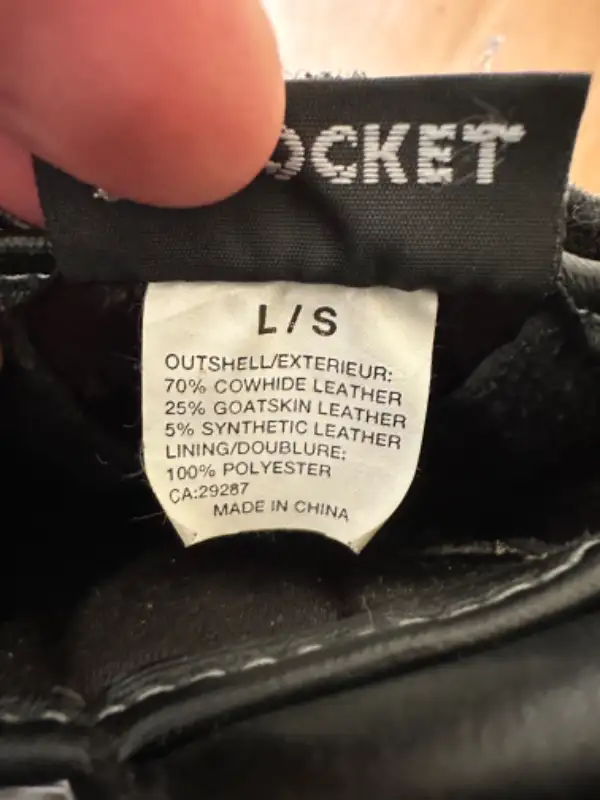 OCKET
L/S
OUTSHELL/EXTERIEUR:
70% COWHIDE LEATHER
25% GOATSKIN LEATHER
5% SYNTHETIC LEATHER
LINING/DOUBLURE:
100% POLYESTER
CA:29287
MADE IN CHINA